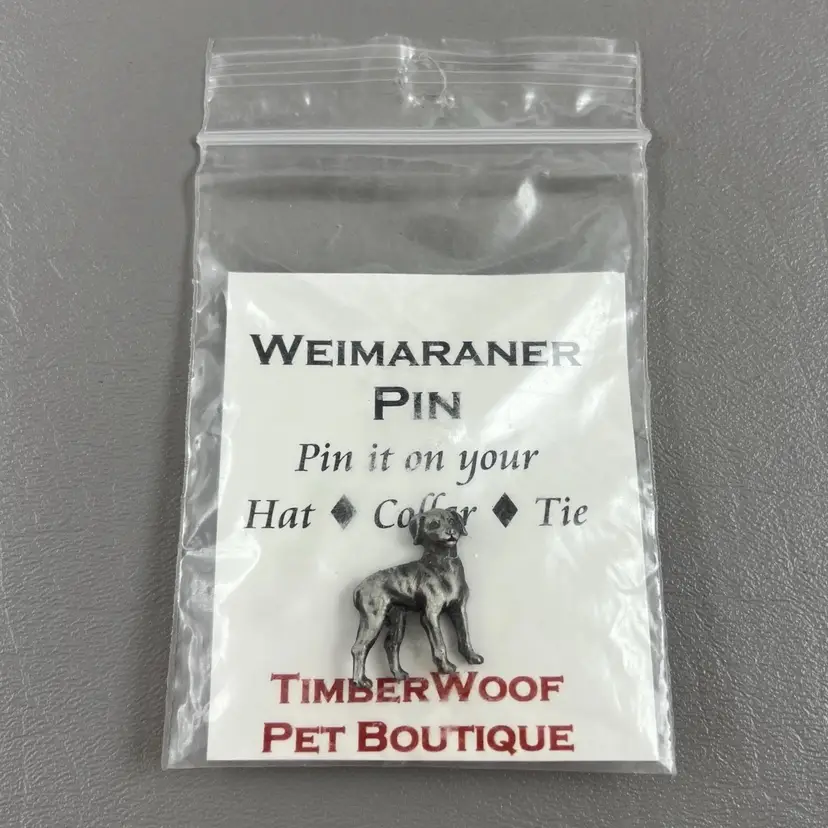 WEIMARANER
PIN
Pin it on your
Hat ♦ Collar ♦ Tie
TIMBERWOOF
PET BOUTIQUE